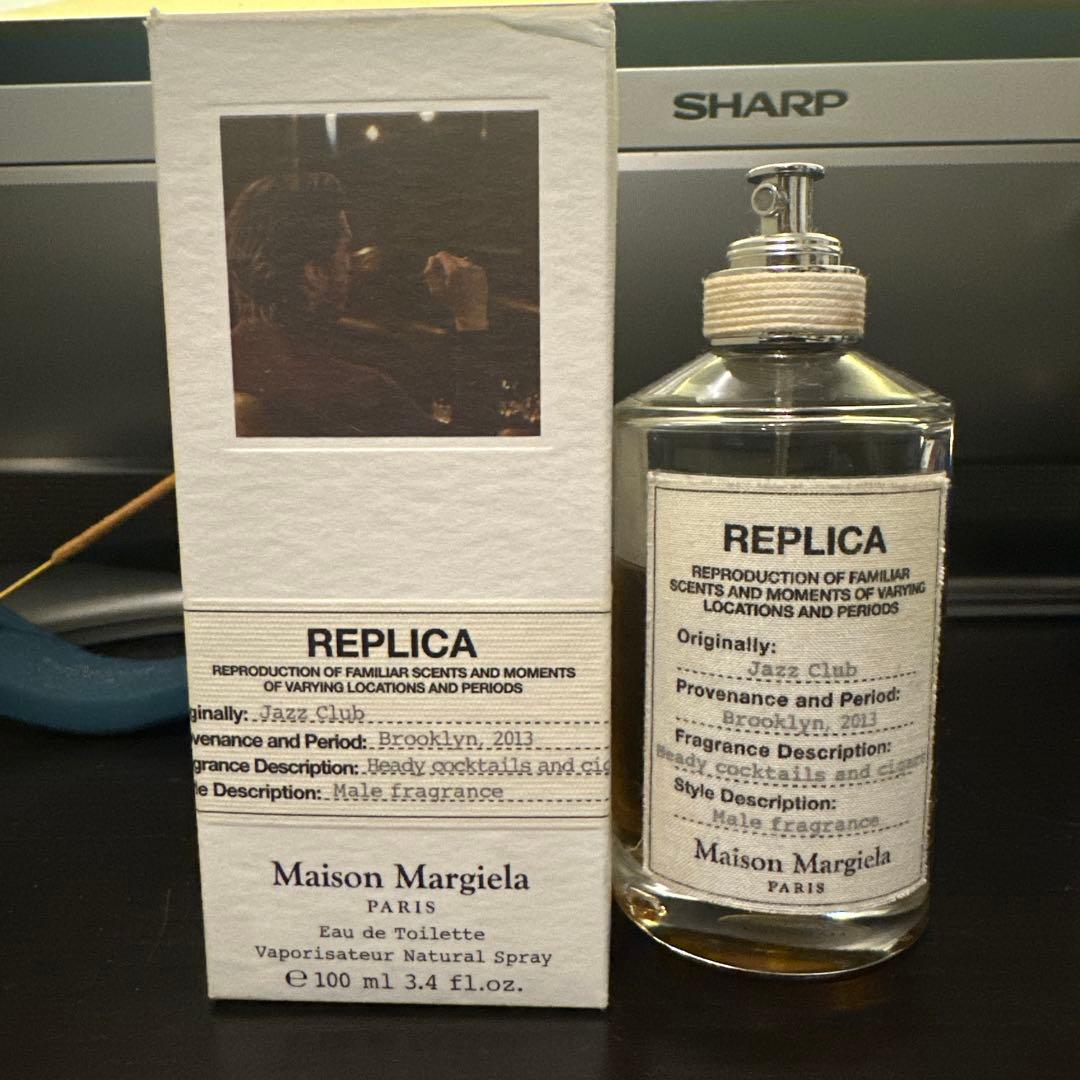 SHARP
REPLICA
REPRODUCTION OF FAMILIAR SCENTS AND MOMENTS
OF VARYING LOCATIONS AND PERIODS
ginally: Jazz Club
venance and Period: Brooklyn, 2013
grance Description: Heady cocktails and cig
le Description: Male fragrance
Maison Margiela
PARIS
Eau de Toilette
Vaporisateur Natural Spray
℮ 100 ml 3.4 fl.oz.
REPLICA
REPRODUCTION OF FAMILIAR
SCENTS AND MOMENTS OF VARYING
LOCATIONS AND PERIODS
Originally:
Jazz Club
Provenance and Period:
Brooklyn, 2013
Fragrance Description:
Heady cocktails and cigars
Style Description:
Male fragrance
Maison Margiela
PARIS